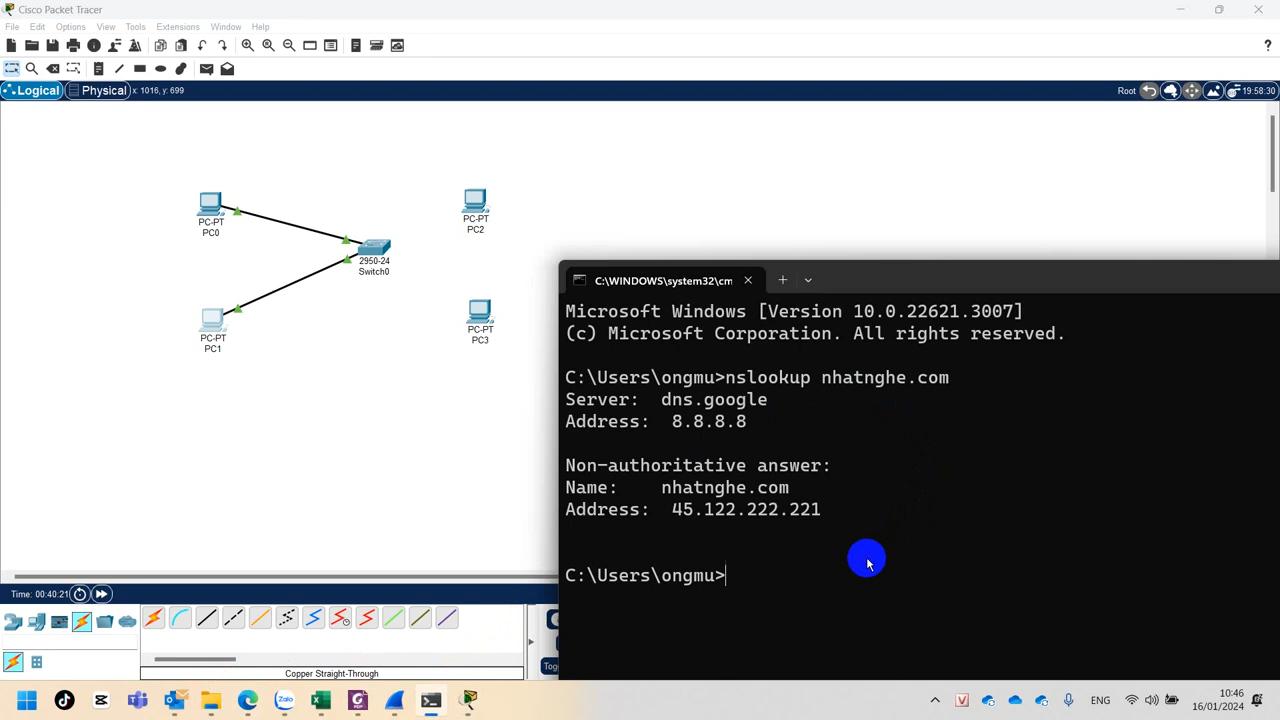 Cisco Packet Tracer
File Edit Options View Tools Extensions Window Help
Logical Physical x: 1016, y: 699 Root 19:58:30
PC-PT
PC0
PC-PT
PC2
2950-24
Switch0
PC-PT
PC1
PC-PT
PC3
C:\WINDOWS\system32\cm
Microsoft Windows [Version 10.0.22621.3007]
(c) Microsoft Corporation. All rights reserved.
C:\Users\ongmu>nslookup nhatnghe.com
Server: dns.google
Address: 8.8.8.8
Non-authoritative answer:
Name: nhatnghe.com
Address: 45.122.222.221
C:\Users\ongmu>
Time: 00:40:21
Copper Straight-Through
Tog
Zalo
ENG
10:46
16/01/2024